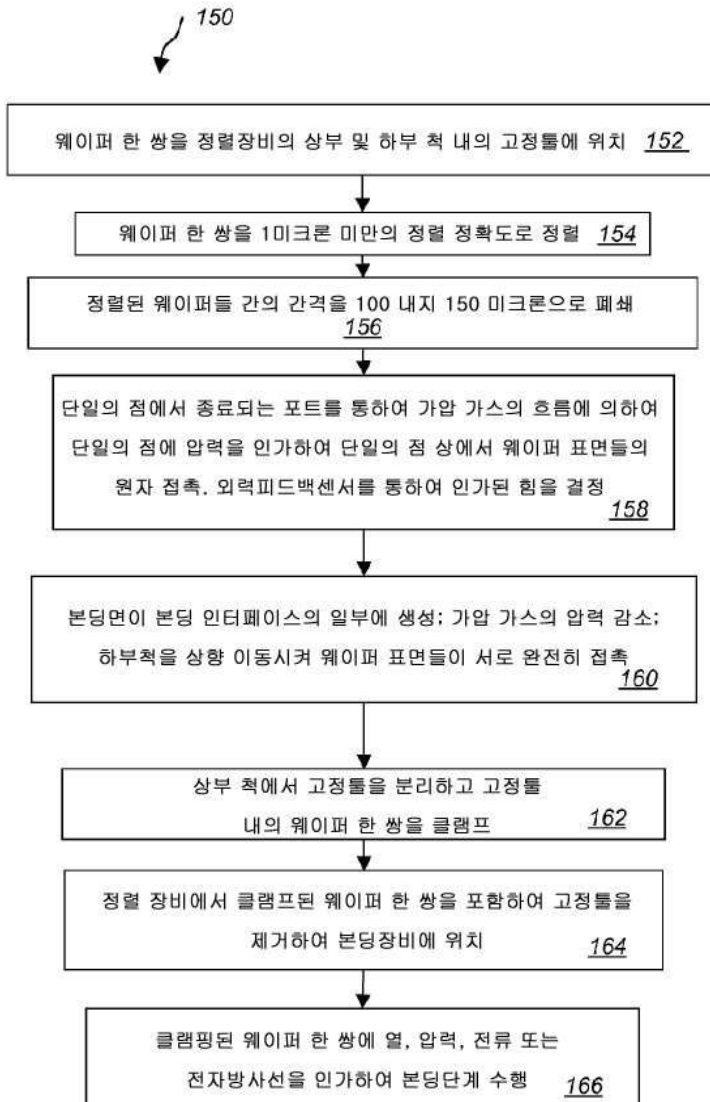 150
웨이퍼 한 쌍을 정렬장비의 상부 및 하부 척 내의 고정툴에 위치 152
웨이퍼 한 쌍을 1미크론 미만의 정렬 정확도로 정렬 154
정렬된 웨이퍼들 간의 간격을 100 내지 150 미크론으로 폐쇄
156
단일의 점에서 종료되는 포트를 통하여 가압 가스의 흐름에 의하여
단일의 점에 압력을 인가하여 단일의 점 상에서 웨이퍼 표면들의
원자 접촉. 외력피드백센서를 통하여 인가된 힘을 결정
158
본딩면이 본딩 인터페이스의 일부에 생성; 가압 가스의 압력 감소;
하부척을 상향 이동시켜 웨이퍼 표면들이 서로 완전히 접촉
160
상부 척에서 고정툴을 분리하고 고정툴
내의 웨이퍼 한 쌍을 클램프 162
정렬 장비에서 클램프된 웨이퍼 한 쌍을 포함하여 고정툴을
제거하여 본딩장비에 위치 164
클램핑된 웨이퍼 한 쌍에 열, 압력, 전류 또는
전자방사선을 인가하여 본딩단계 수행 166